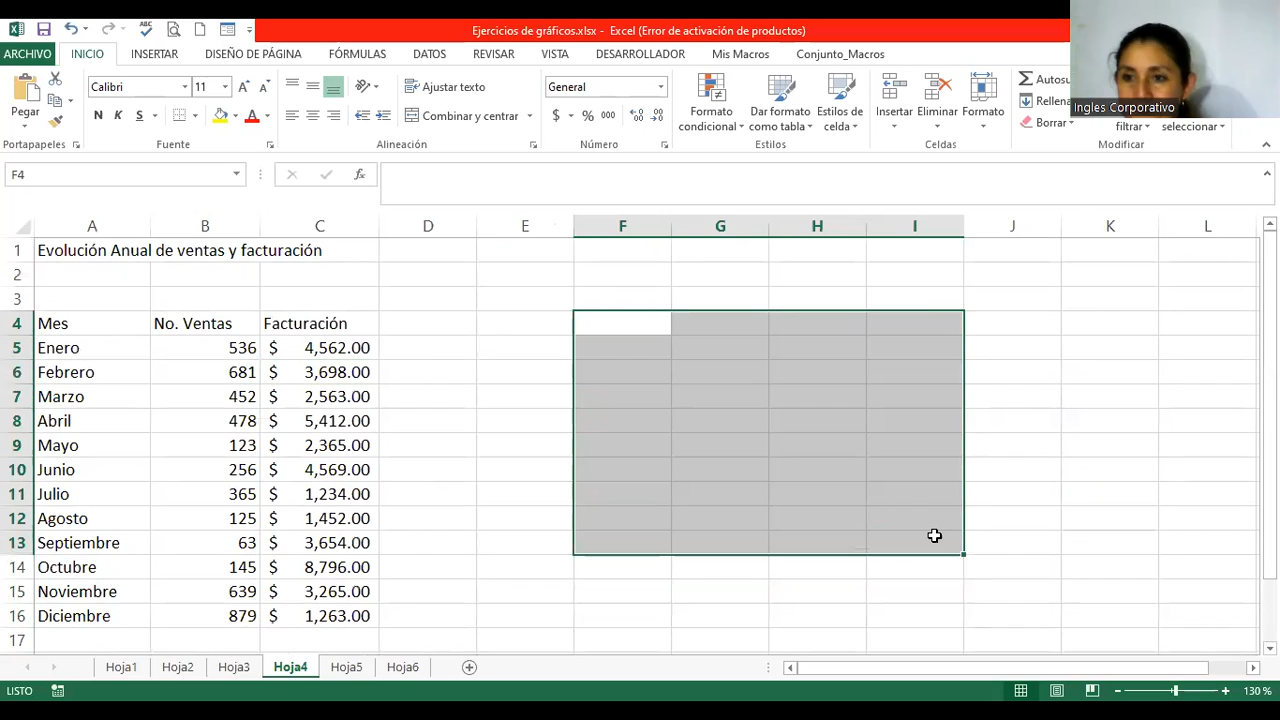 Ejercicios de gráficos.xlsx - Excel (Error de activación de productos)
ARCHIVO INICIO INSERTAR DISEÑO DE PÁGINA FÓRMULAS DATOS REVISAR VISTA DESARROLLADOR Mis Macros Conjunto_Macros
Pegar
Calibri 11
N K S
Ajustar texto
Combinar y centrar
General
$ % 000
Formato condicional
Dar formato como tabla
Estilos de celda
Insertar Eliminar Formato
Autosu
Rellena
Borrar
filtrar
seleccionar
Ingles Corporativo
Portapapeles Fuente Alineación Número Estilos Celdas Modificar
F4
fx
A B C D E F G H I J K L
1 Evolución Anual de ventas y facturación
2
3
4 Mes No. Ventas Facturación
5 Enero 536 $ 4,562.00
6 Febrero 681 $ 3,698.00
7 Marzo 452 $ 2,563.00
8 Abril 478 $ 5,412.00
9 Mayo 123 $ 2,365.00
10 Junio 256 $ 4,569.00
11 Julio 365 $ 1,234.00
12 Agosto 125 $ 1,452.00
13 Septiembre 63 $ 3,654.00
14 Octubre 145 $ 8,796.00
15 Noviembre 639 $ 3,265.00
16 Diciembre 879 $ 1,263.00
17
Hoja1 Hoja2 Hoja3 Hoja4 Hoja5 Hoja6
LISTO
130 %